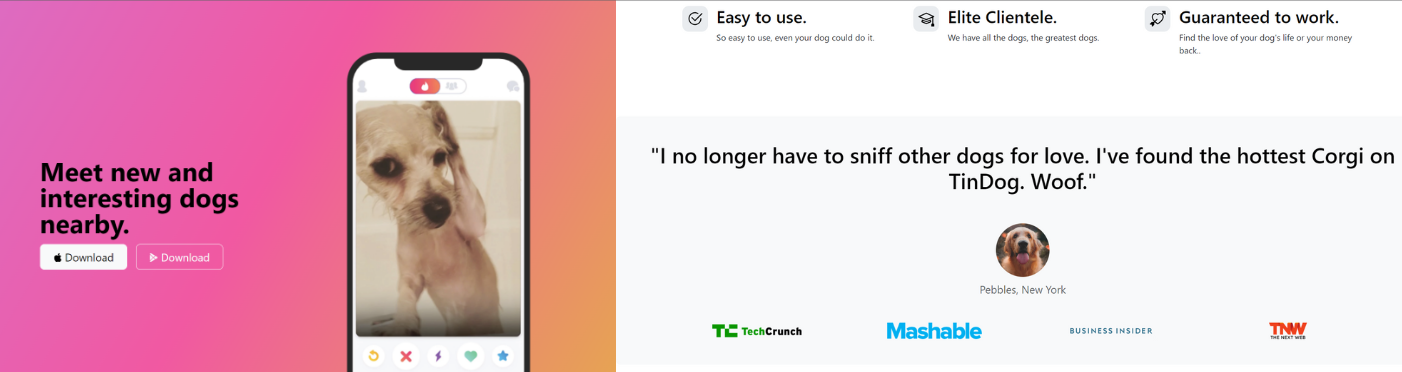 Meet new and
interesting dogs
nearby.
Download
Download
Easy to use.
So easy to use, even your dog could do it.
Elite Clientele.
We have all the dogs, the greatest dogs.
Guaranteed to work.
Find the love of your dog's life or your money
back..
"I no longer have to sniff other dogs for love. I've found the hottest Corgi on
TinDog. Woof."
Pebbles, New York
TC TechCrunch
Mashable
BUSINESS INSIDER
TNW
THE NEXT WEB